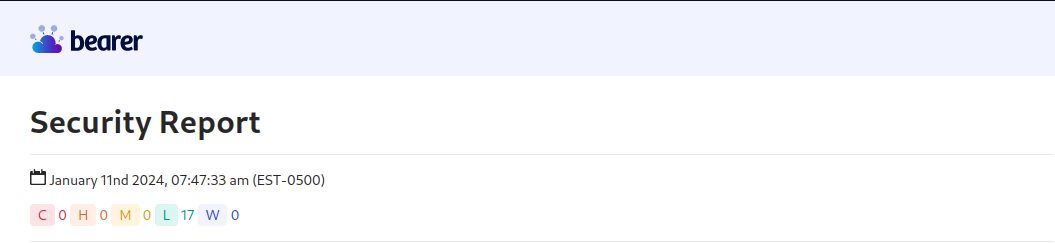 bearer
Security Report
January 11nd 2024, 07:47:33 am (EST-0500)
C 0 H 0 M 0 L 17 W 0